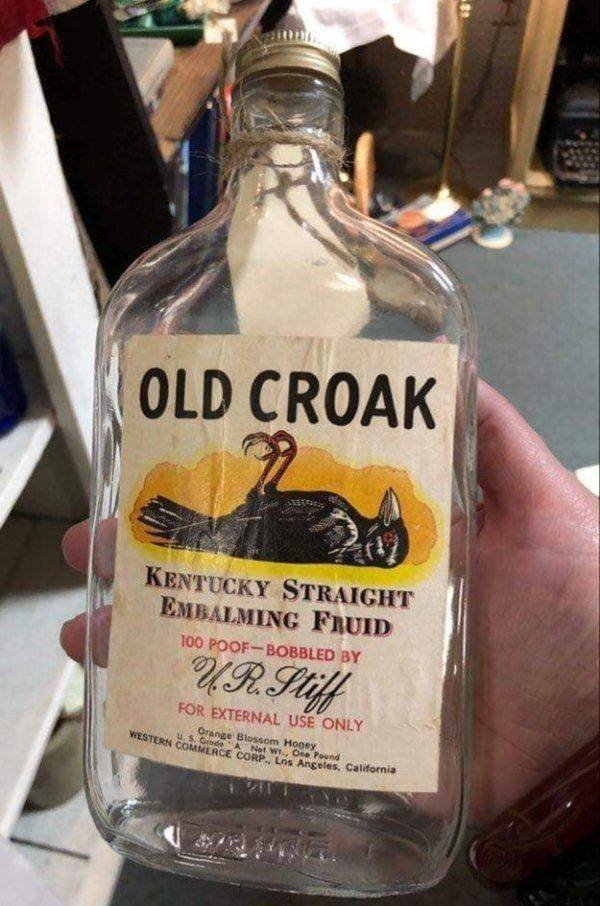 OLD CROAK
KENTUCKY STRAIGHT
EMBALMING FRUID
100 POOF—BOBBLED BY
U. R. Stiff
FOR EXTERNAL USE ONLY
Orange Blossom Honey
U. S. Grade "A" Net Wt., One Pound
WESTERN COMMERCE CORP., Los Angeles, California